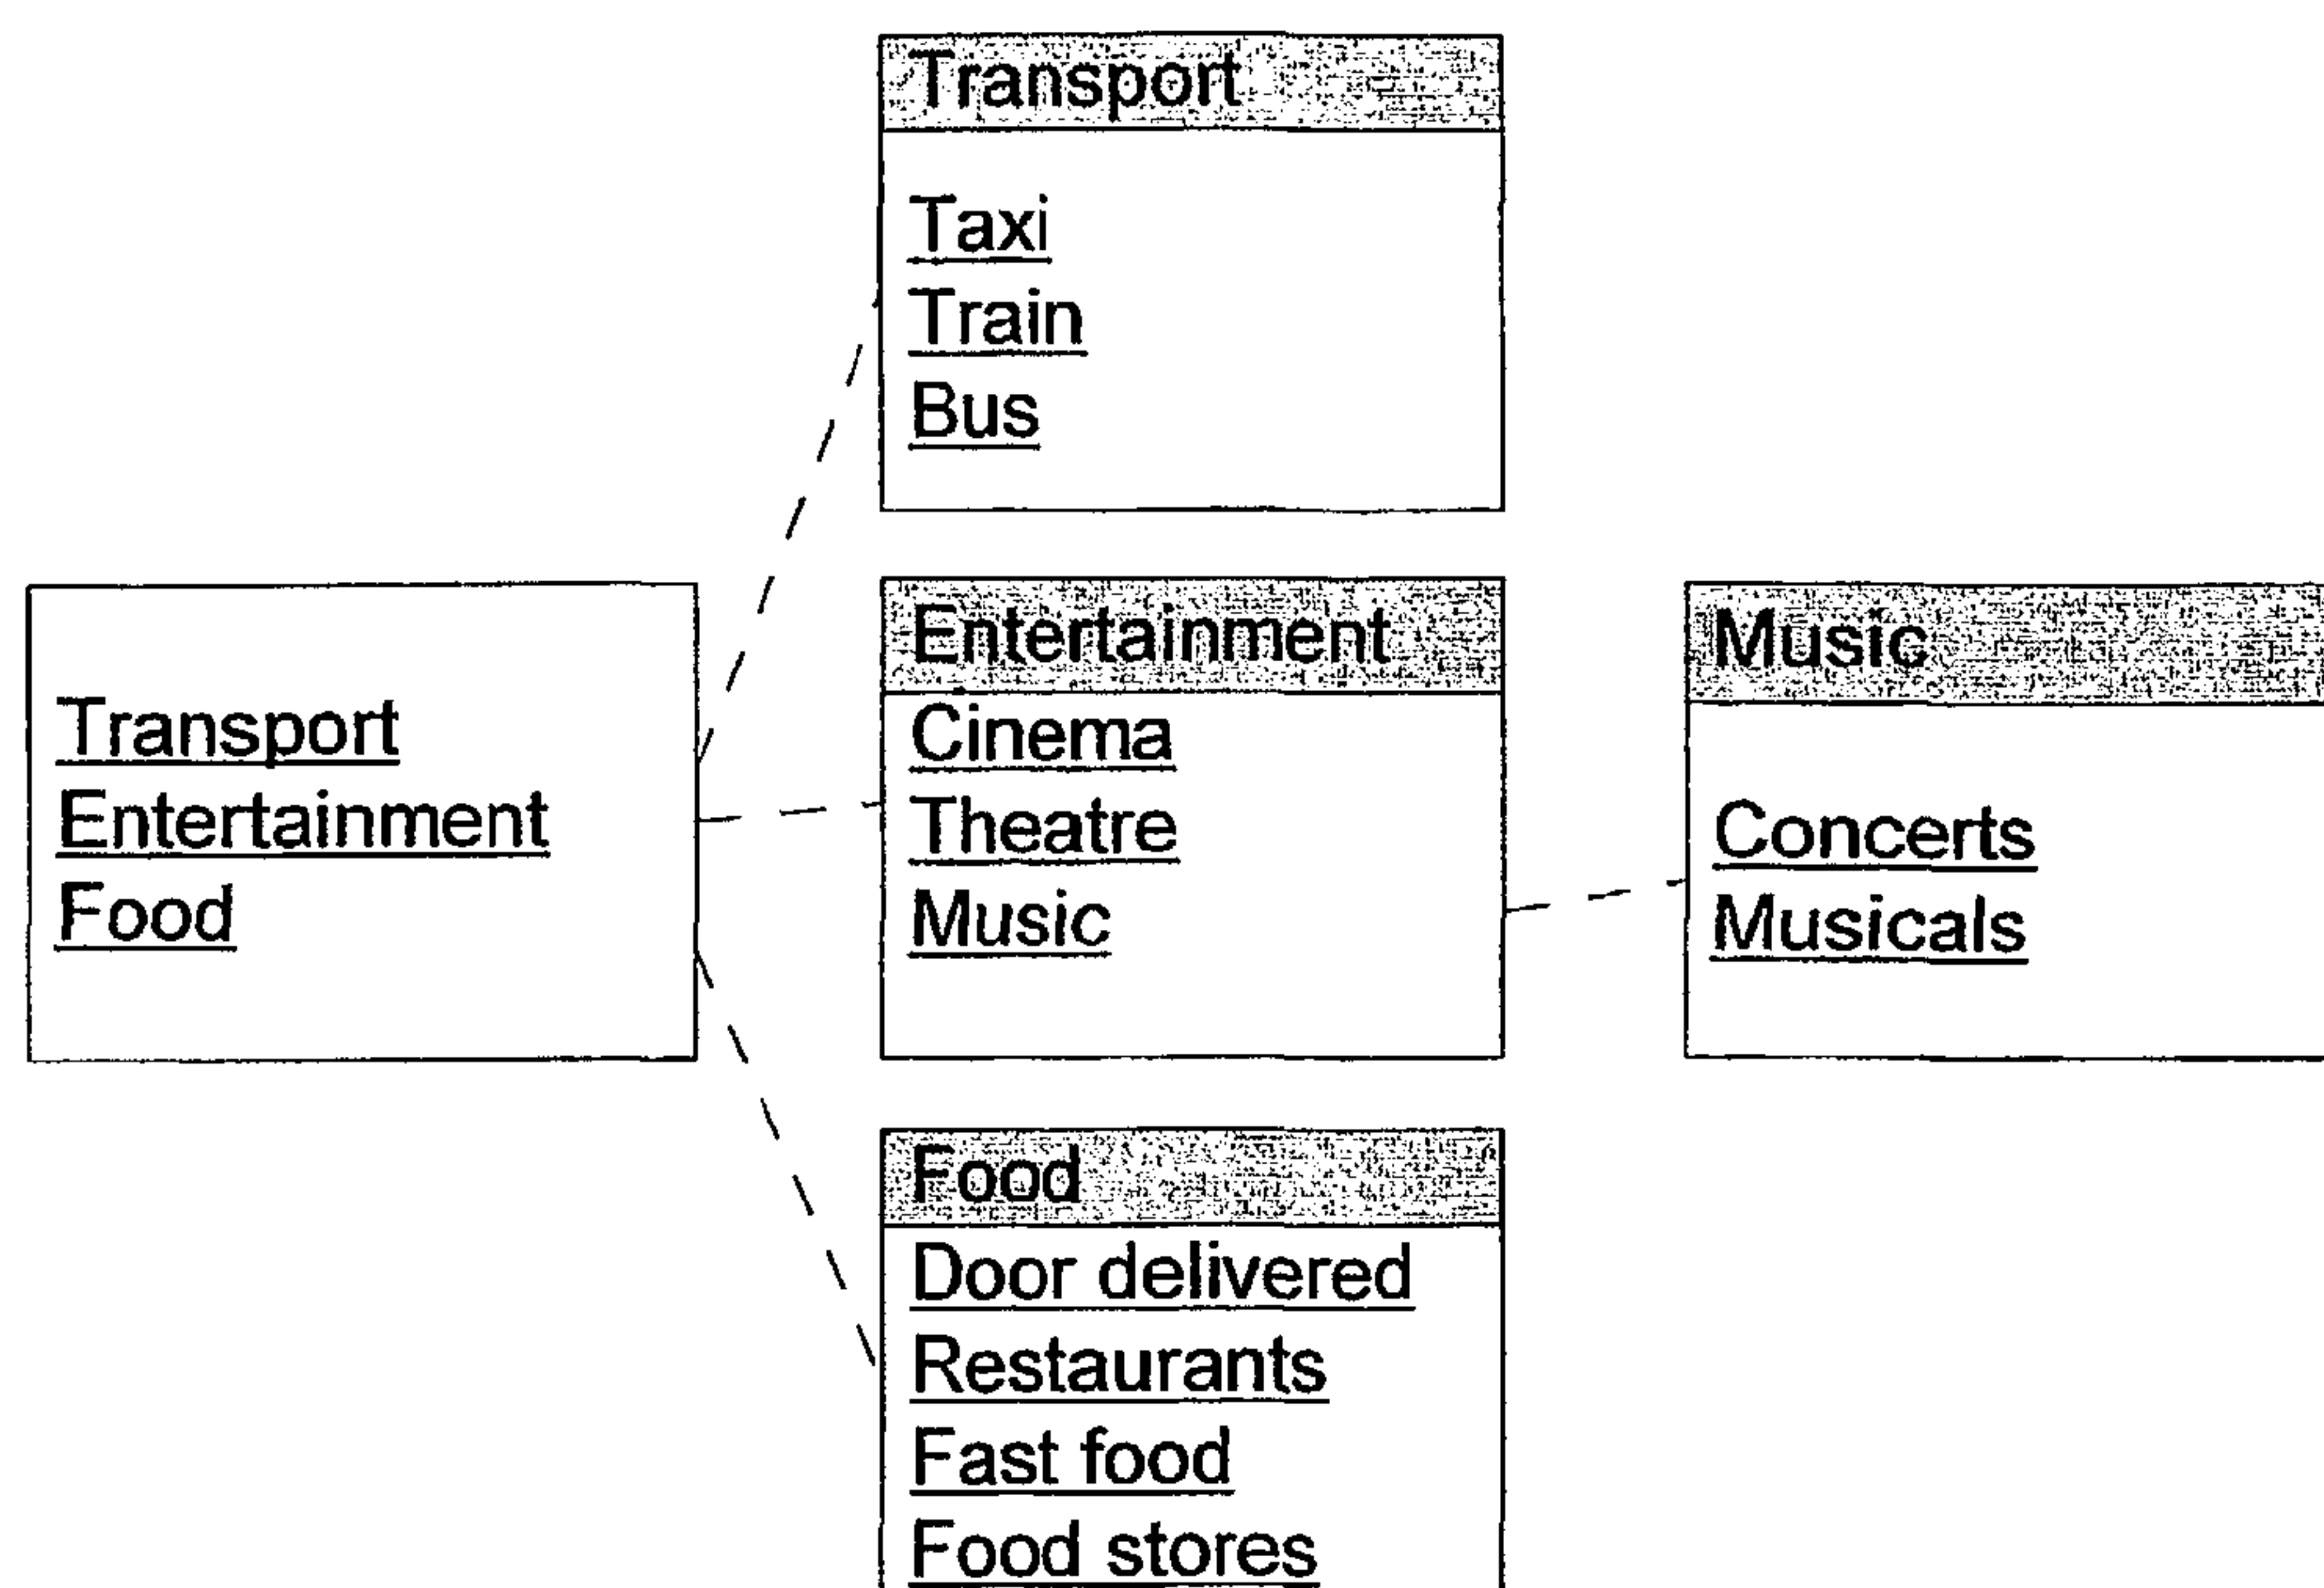 Transport
Taxi
Train
Bus
Transport
Entertainment
Food
Entertainment
Cinema
Theatre
Music
Music
Concerts
Musicals
Food
Door delivered
Restaurants
Fast food
Food stores